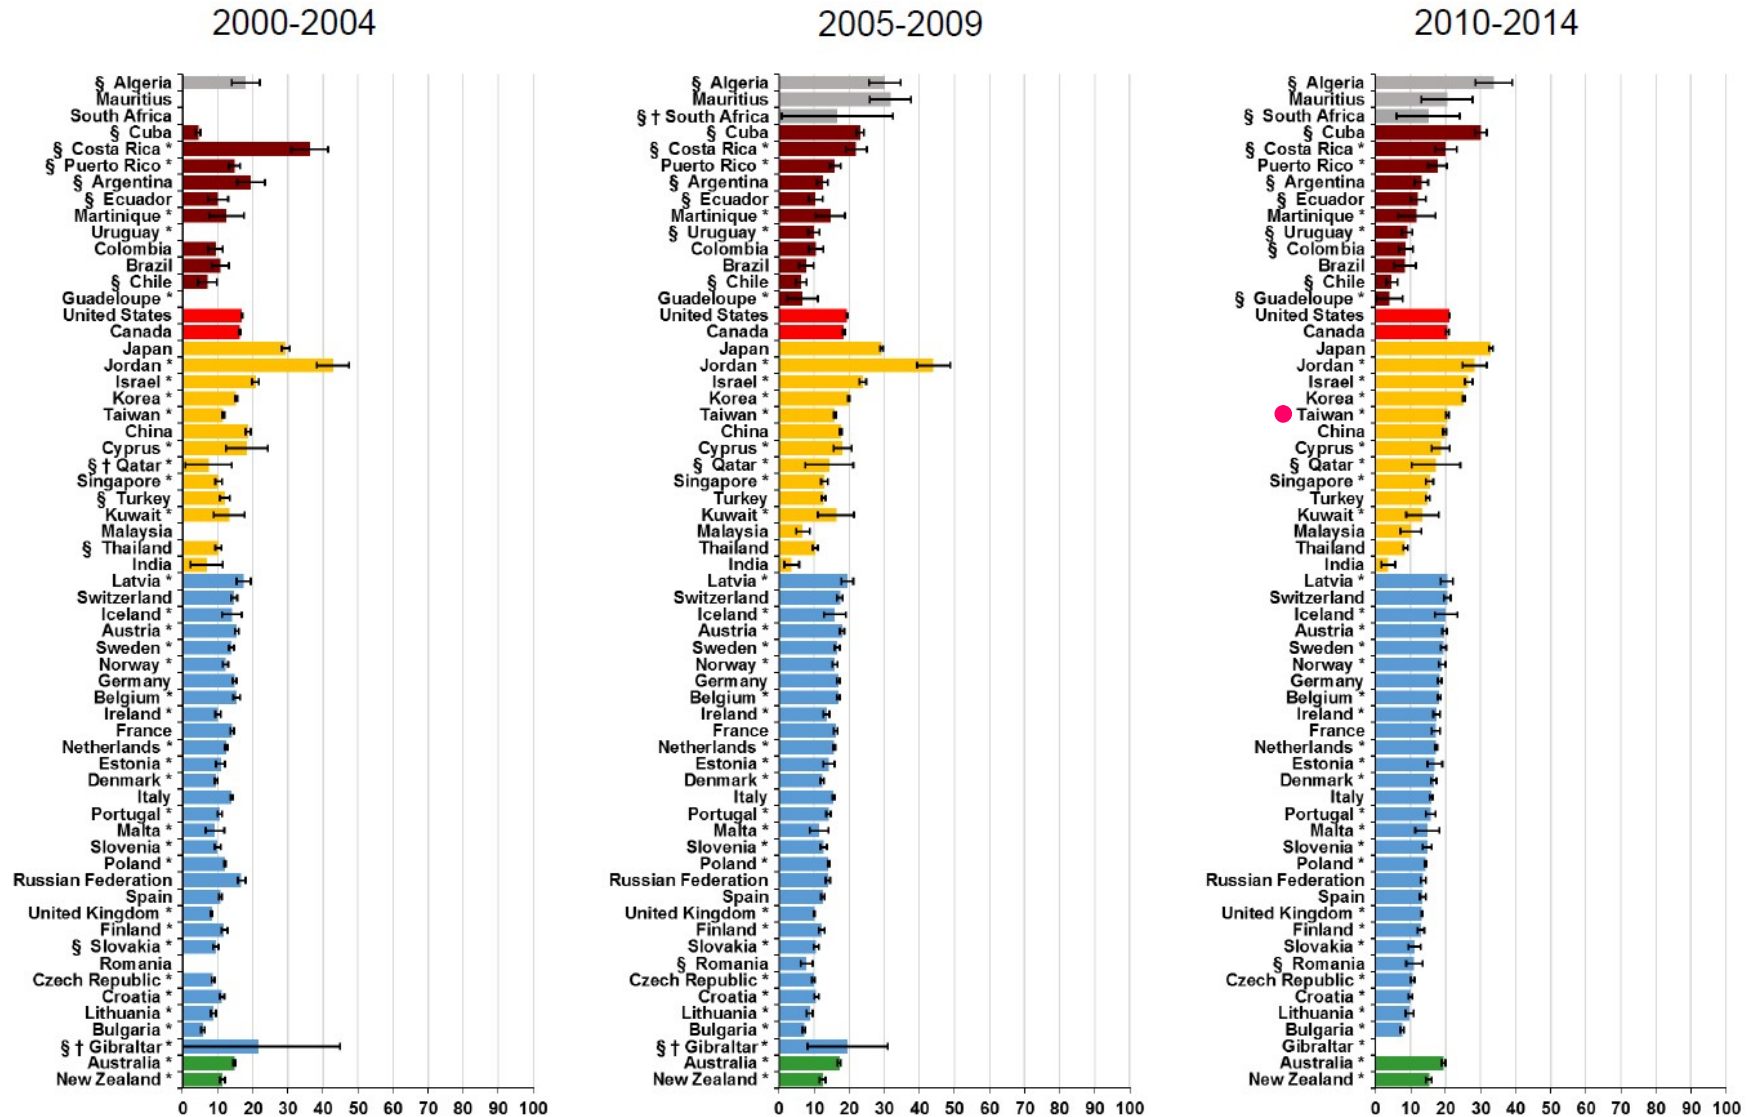 2000-2004
§ Algeria
Mauritius
South Africa
§ Cuba
§ Costa Rica *
§ Puerto Rico *
§ Argentina
§ Ecuador
Martinique *
Uruguay *
Colombia
Brazil
§ Chile
Guadeloupe *
United States
Canada
Japan
Jordan *
Israel *
Korea *
Taiwan *
China
Cyprus *
§ † Qatar *
Singapore *
§ Turkey
Kuwait *
Malaysia
§ Thailand
India
Latvia *
Switzerland
Iceland *
Austria *
Sweden *
Norway *
Germany
Belgium *
Ireland *
France
Netherlands *
Estonia *
Denmark *
Italy
Portugal *
Malta *
Slovenia *
Poland *
Russian Federation
Spain
United Kingdom *
Finland *
§ Slovakia *
Romania
Czech Republic *
Croatia *
Lithuania *
Bulgaria *
§ † Gibraltar *
Australia *
New Zealand *
0 10 20 30 40 50 60 70 80 90 100
2005-2009
§ Algeria
Mauritius
§ † South Africa
§ Cuba
§ Costa Rica *
Puerto Rico *
§ Argentina
§ Ecuador
Martinique *
§ Uruguay *
Colombia
Brazil
§ Chile
Guadeloupe *
United States
Canada
Japan
Jordan *
Israel *
Korea *
Taiwan *
China
Cyprus *
§ Qatar *
Singapore *
Turkey
Kuwait *
Malaysia
Thailand
India
Latvia *
Switzerland
Iceland *
Austria *
Sweden *
Norway *
Germany
Belgium *
Ireland *
France
Netherlands *
Estonia *
Denmark *
Italy
Portugal *
Malta *
Slovenia *
Poland *
Russian Federation
Spain
United Kingdom *
Finland *
Slovakia *
§ Romania
Czech Republic *
Croatia *
Lithuania *
Bulgaria *
§ † Gibraltar *
Australia *
New Zealand *
0 10 20 30 40 50 60 70 80 90 100
2010-2014
§ Algeria
Mauritius
§ South Africa
§ Cuba
§ Costa Rica *
Puerto Rico *
§ Argentina
§ Ecuador
Martinique *
§ Uruguay *
§ Colombia
Brazil
§ Chile
§ Guadeloupe *
United States
Canada
Japan
Jordan *
Israel *
Korea *
Taiwan *
China
Cyprus *
§ Qatar *
Singapore *
Turkey
Kuwait *
Malaysia
Thailand
India
Latvia *
Switzerland
Iceland *
Austria *
Sweden *
Norway *
Germany
Belgium *
Ireland *
France
Netherlands *
Estonia *
Denmark *
Italy
Portugal *
Malta *
Slovenia *
Poland *
Russian Federation
Spain
United Kingdom *
Finland *
Slovakia *
§ Romania
Czech Republic *
Croatia *
Lithuania *
Bulgaria *
Gibraltar *
Australia *
New Zealand *
0 10 20 30 40 50 60 70 80 90 100